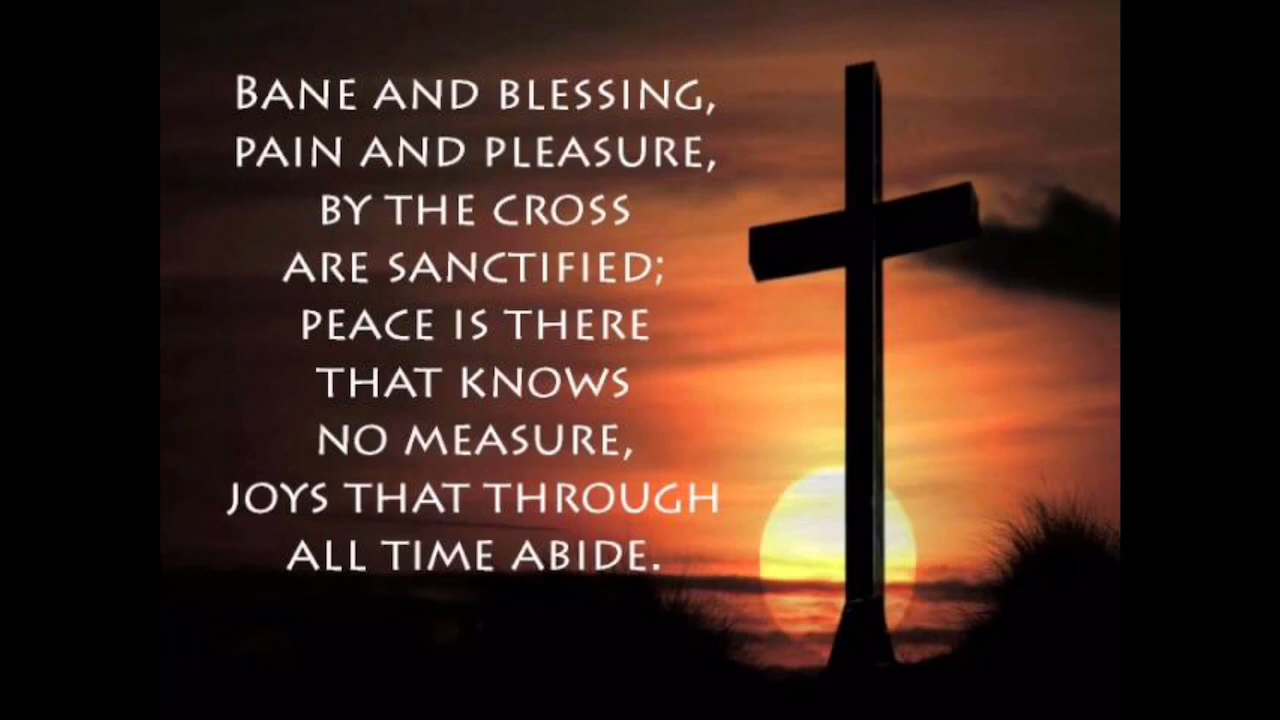 Bane and blessing,
pain and pleasure,
by the cross
are sanctified;
peace is there
that knows
no measure,
joys that through
all time abide.